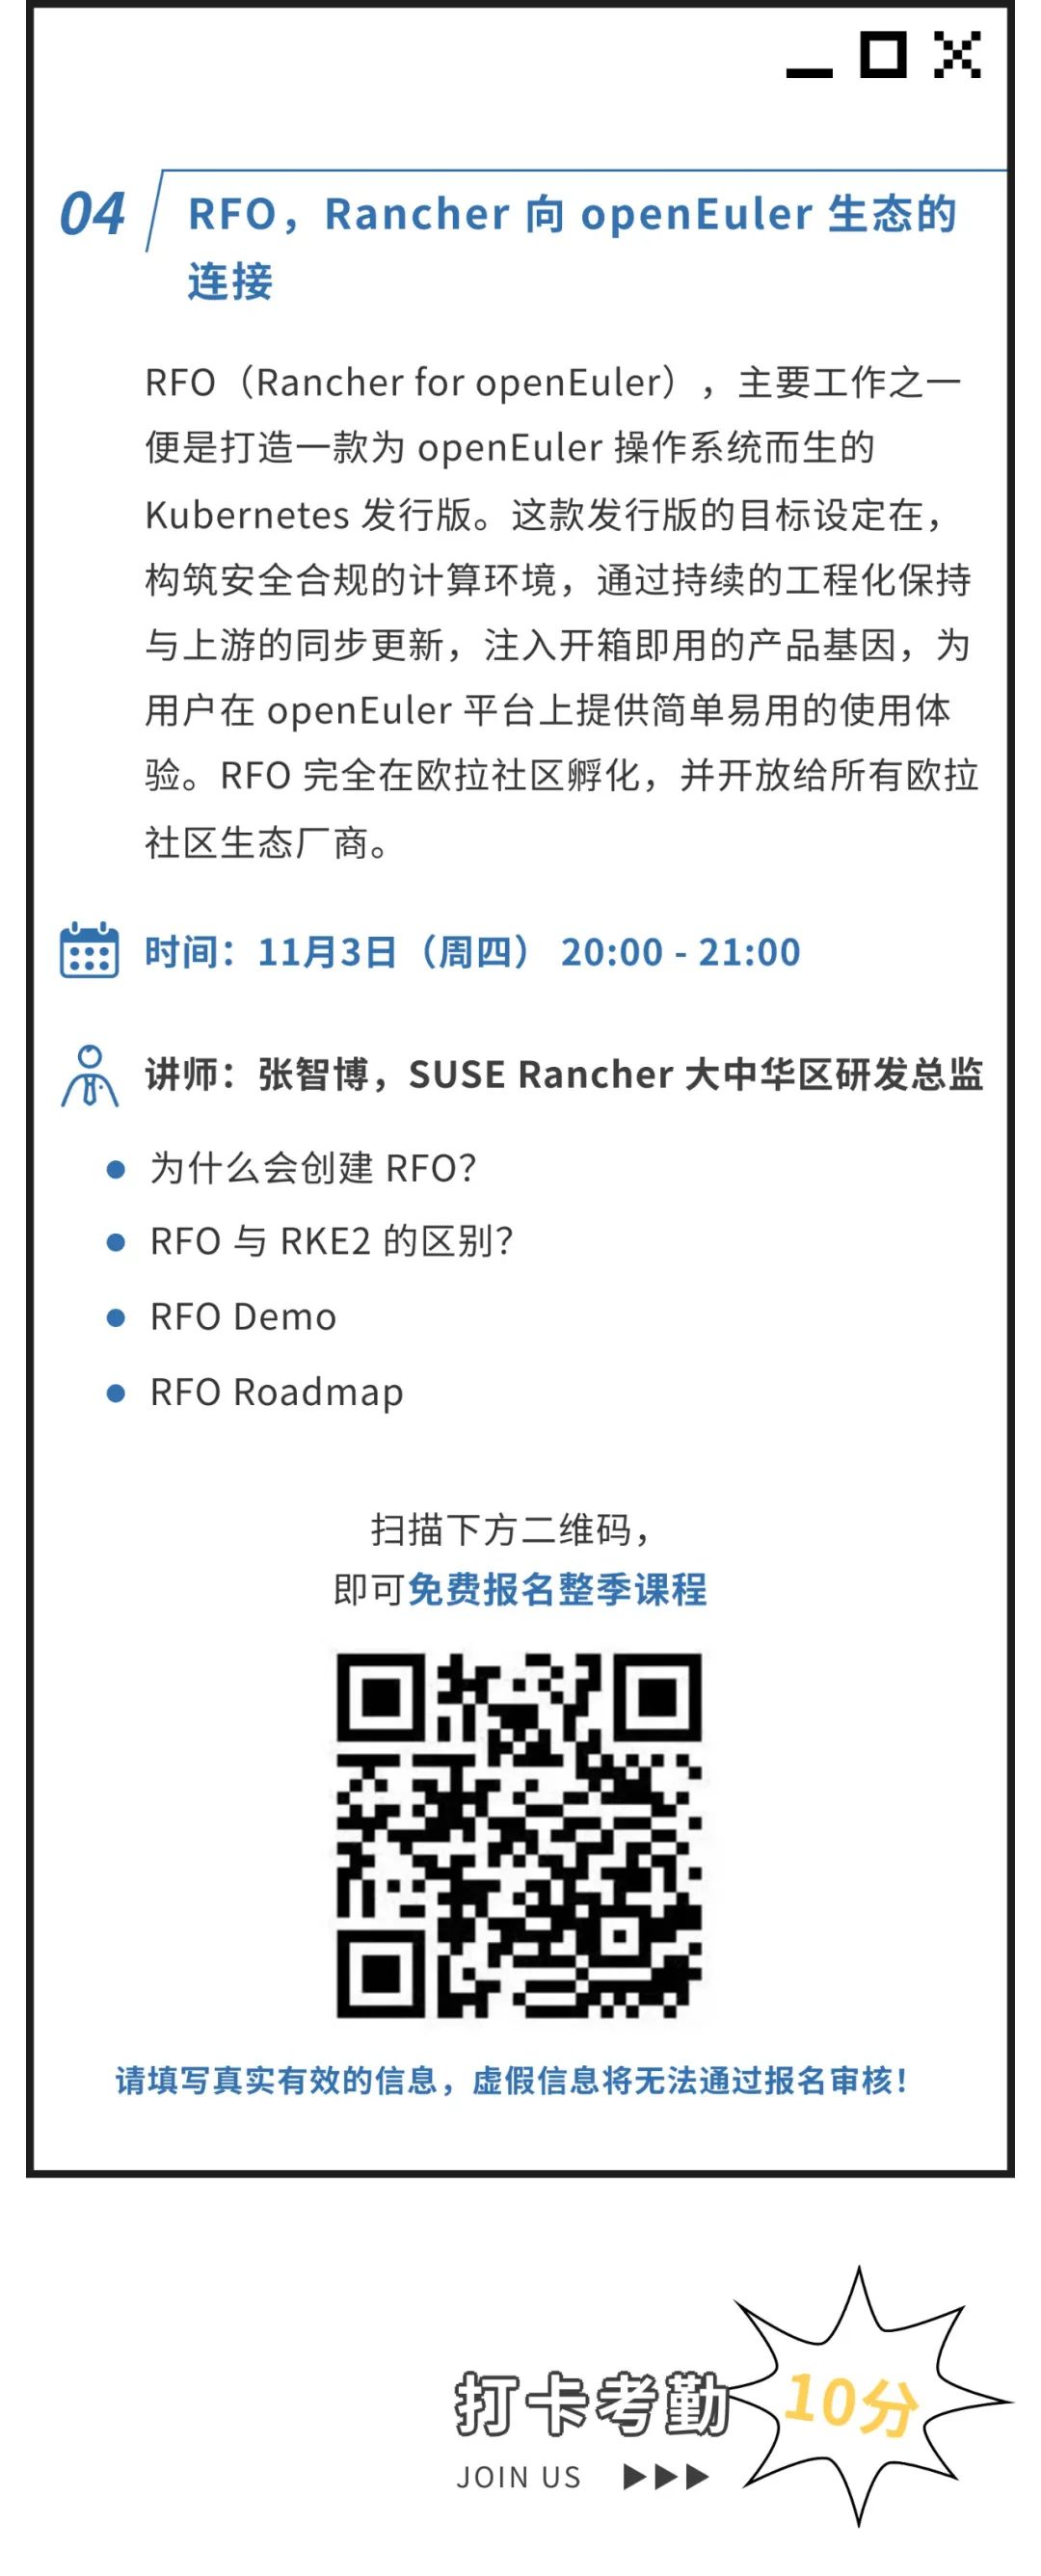 04
RFO，Rancher 向 openEuler 生态的
连接
RFO（Rancher for openEuler），主要工作之一
便是打造一款为 openEuler 操作系统而生的
Kubernetes 发行版。这款发行版的目标设定在，
构筑安全合规的计算环境，通过持续的工程化保持
与上游的同步更新，注入开箱即用的产品基因，为
用户在 openEuler 平台上提供简单易用的使用体
验。RFO 完全在欧拉社区孵化，并开放给所有欧拉
社区生态厂商。
时间：11月3日（周四） 20:00 - 21:00
讲师：张智博，SUSE Rancher 大中华区研发总监
为什么会创建 RFO？
RFO 与 RKE2 的区别？
RFO Demo
RFO Roadmap
扫描下方二维码，
即可免费报名整季课程
请填写真实有效的信息，虚假信息将无法通过报名审核！
打卡考勤
10分
JOIN US